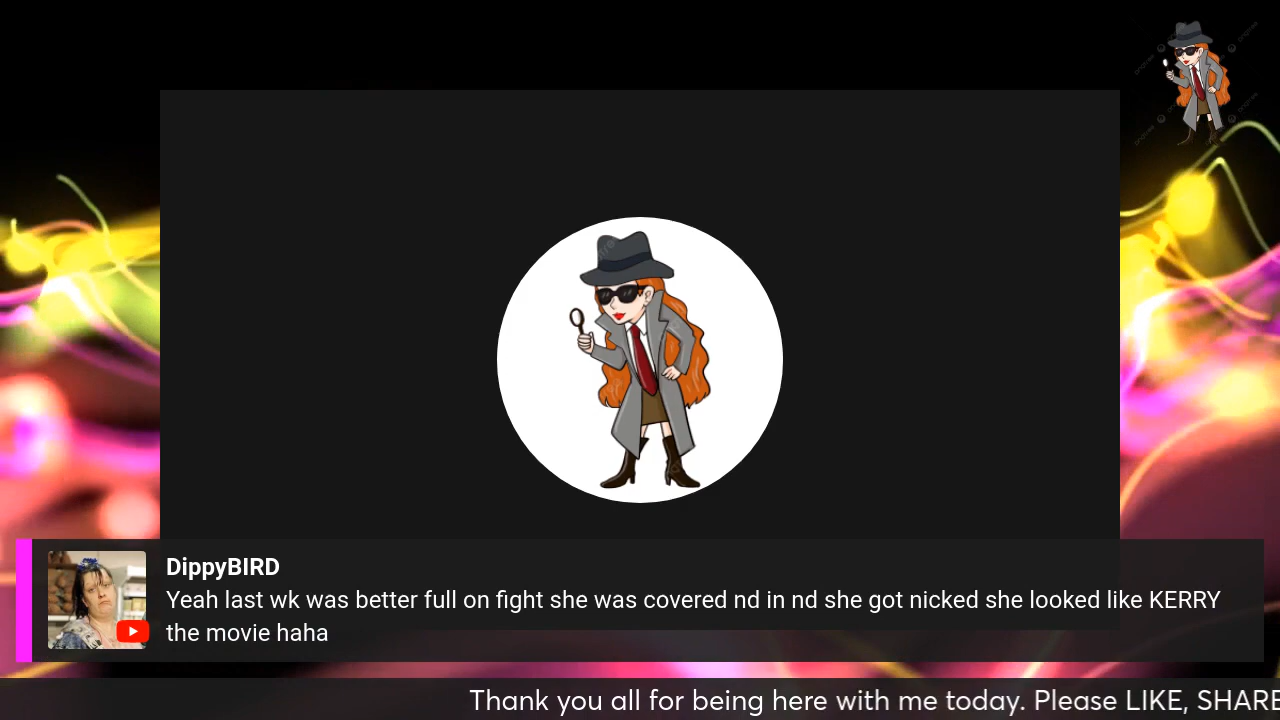 DippyBIRD
Yeah last wk was better full on fight she was covered nd in nd she got nicked she looked like KERRY
the movie haha
Thank you all for being here with me today. Please LIKE, SHARE